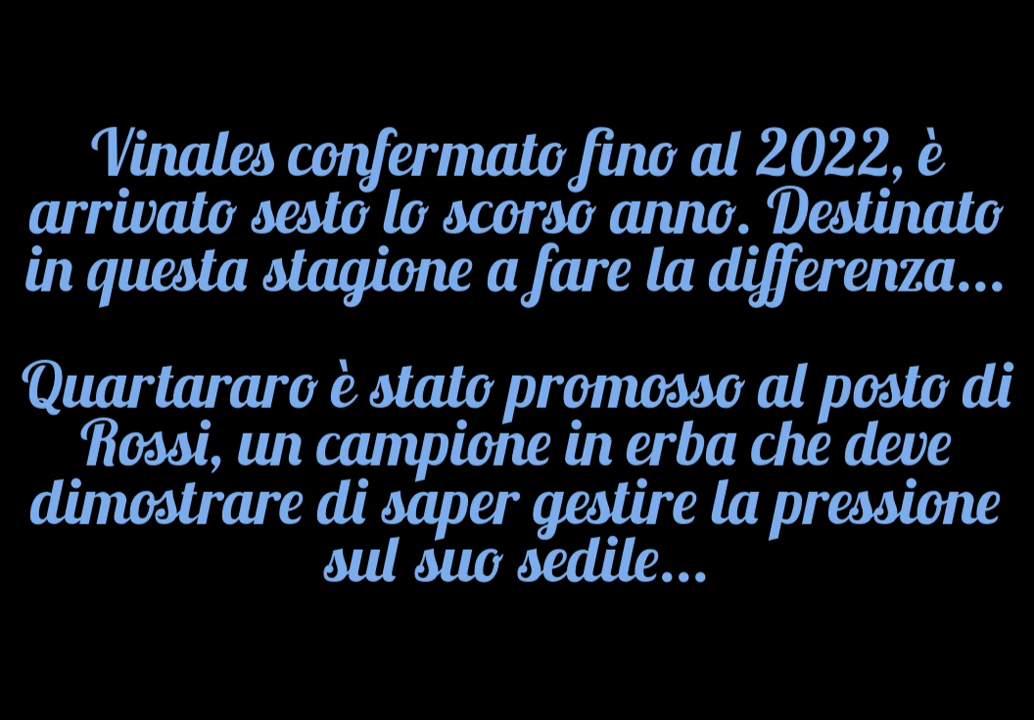 Vinales confermato fino al 2022, è
arrivato sesto lo scorso anno. Destinato
in questa stagione a fare la differenza...
Quartararo è stato promosso al posto di
Rossi, un campione in erba che deve
dimostrare di saper gestire la pressione
sul suo sedile...